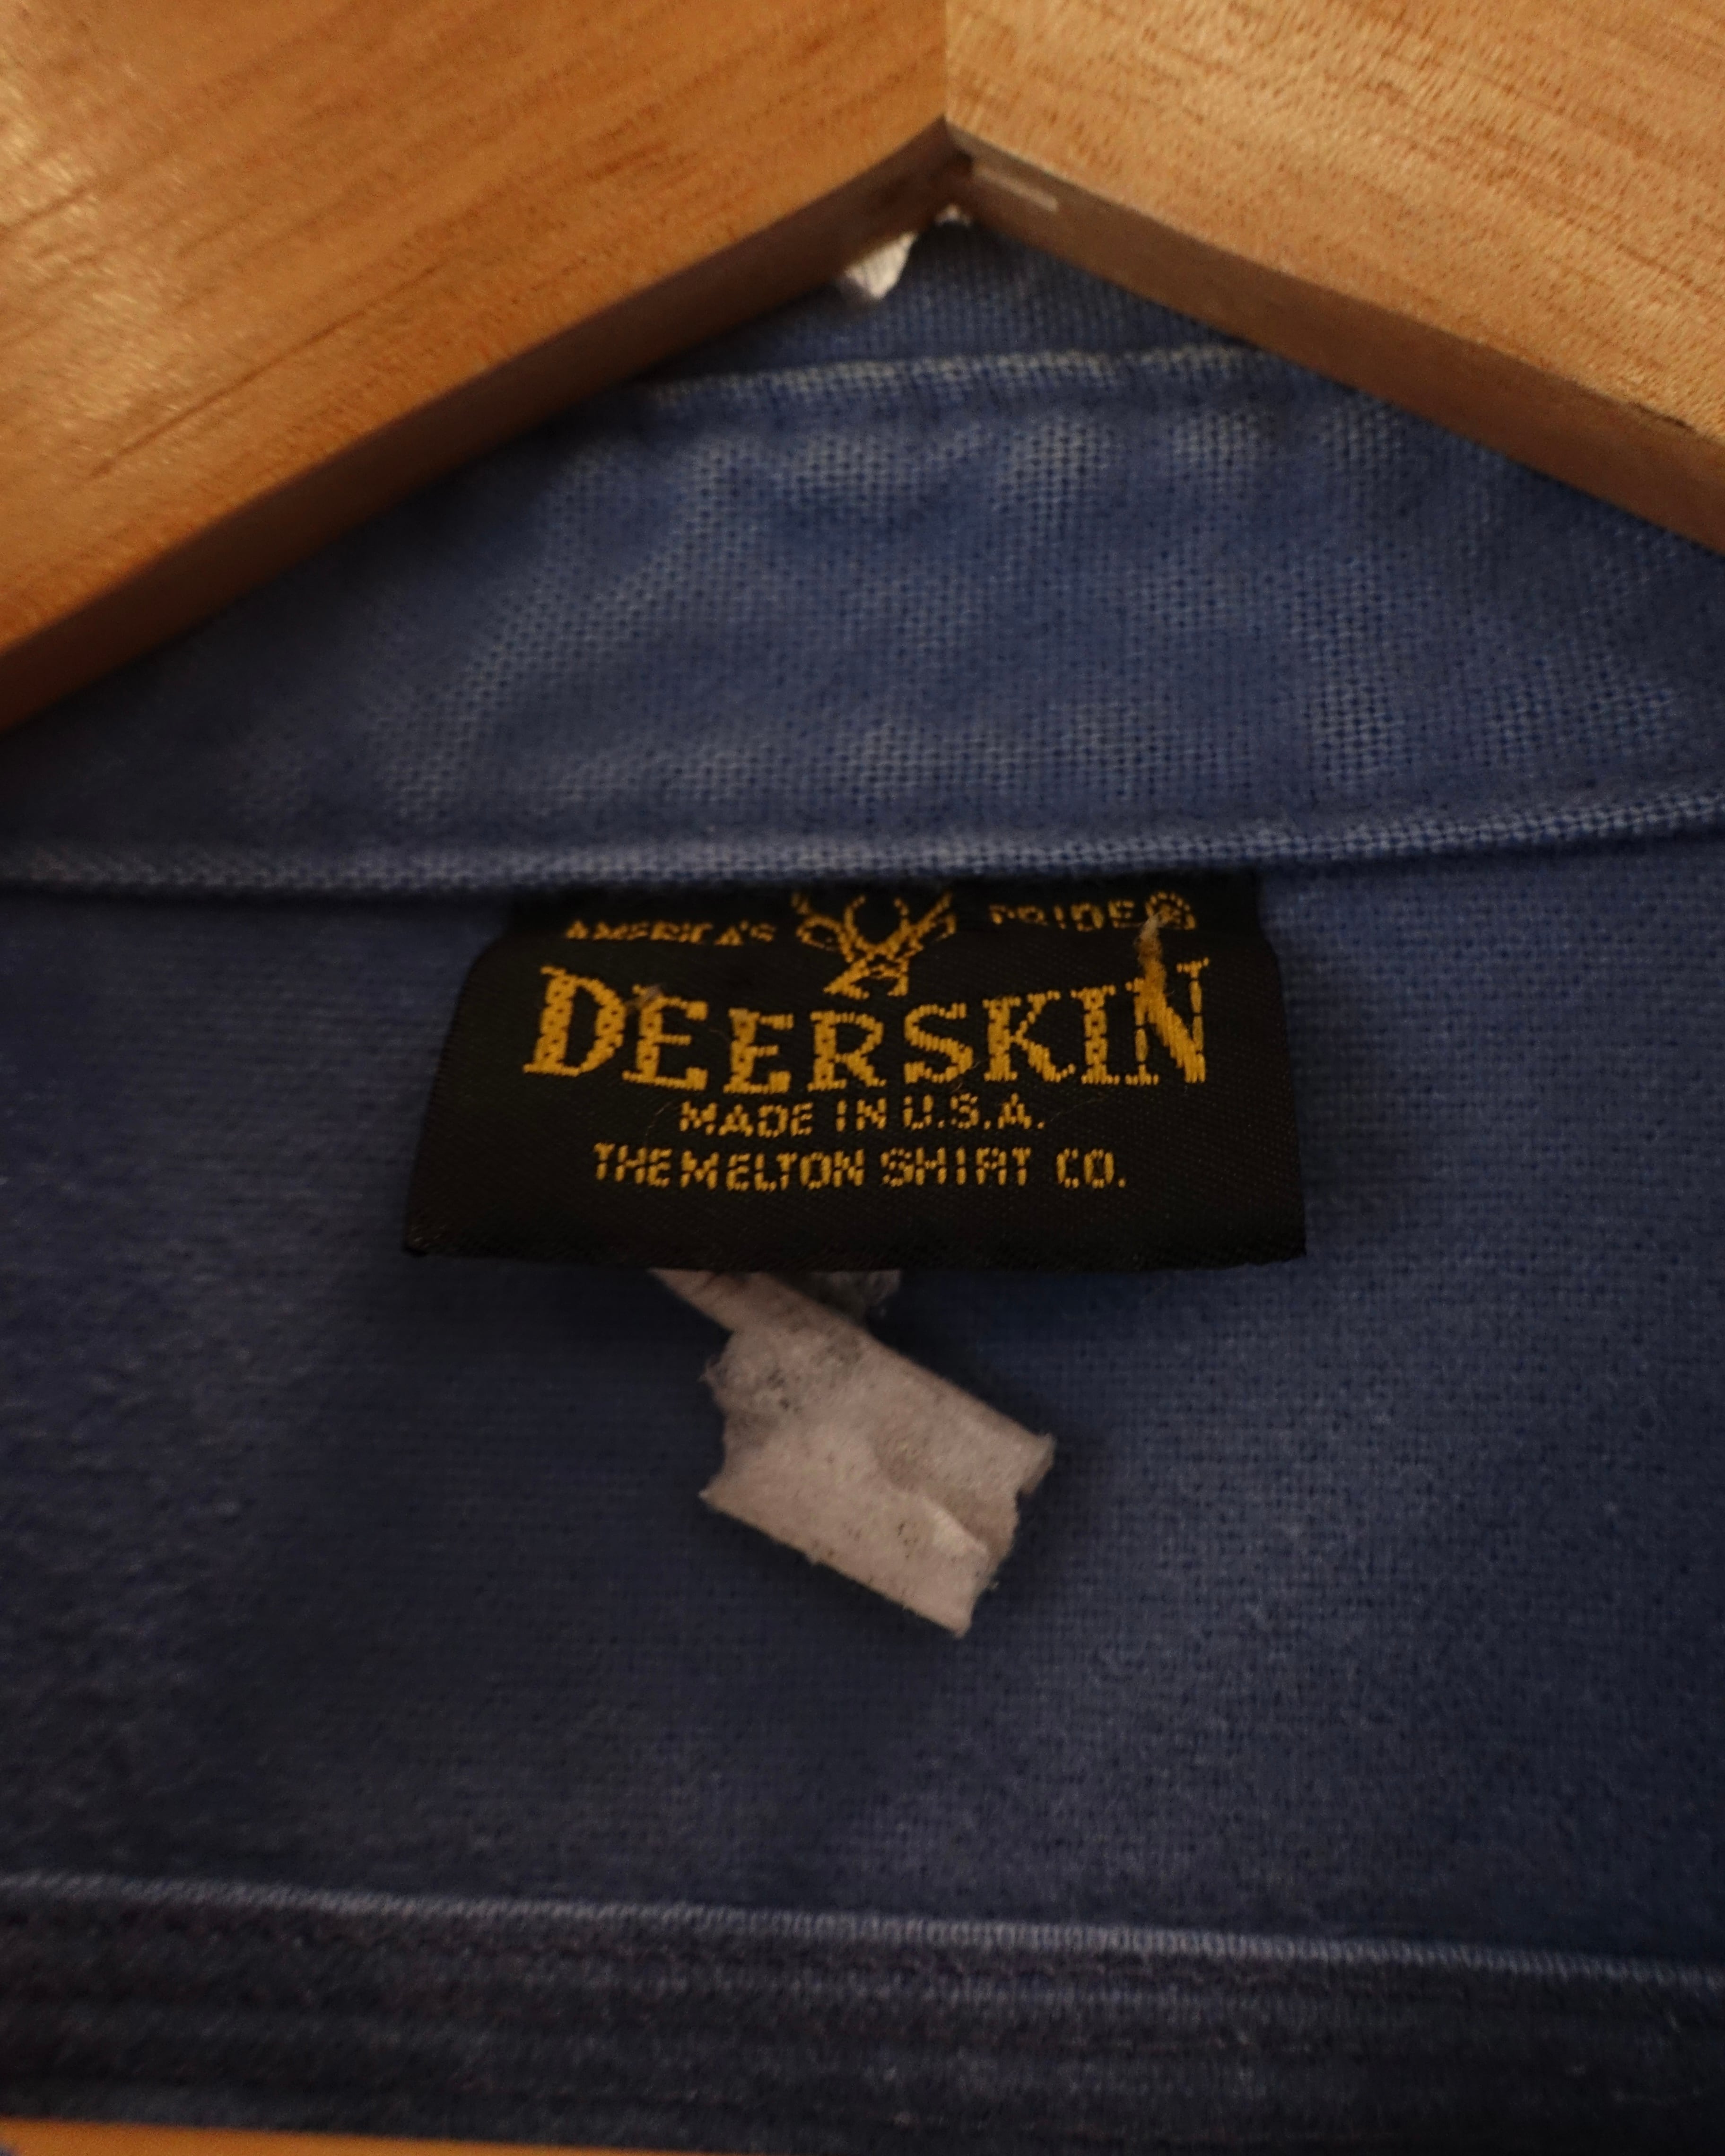 AMERICA'S PRIDE®
DEERSKIN
MADE IN U.S.A.
THE MELTON SHIRT CO.